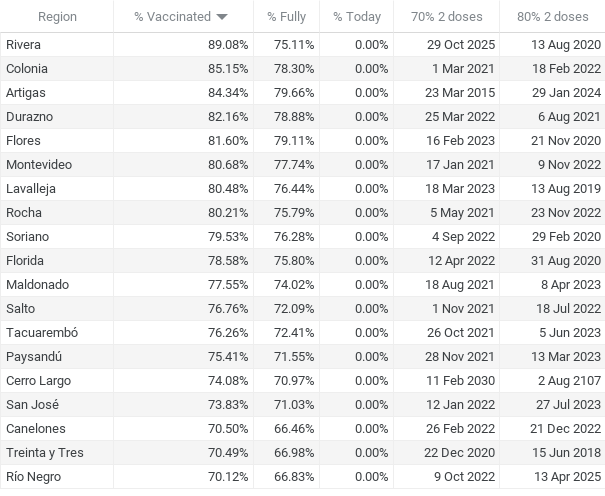 Region % Vaccinated % Fully % Today 70% 2 doses 80% 2 doses
Rivera 89.08% 75.11% 0.00% 29 Oct 2025 13 Aug 2020
Colonia 85.15% 78.30% 0.00% 1 Mar 2021 18 Feb 2022
Artigas 84.34% 79.66% 0.00% 23 Mar 2015 29 Jan 2024
Durazno 82.16% 78.88% 0.00% 25 Mar 2022 6 Aug 2021
Flores 81.60% 79.11% 0.00% 16 Feb 2023 21 Nov 2020
Montevideo 80.68% 77.74% 0.00% 17 Jan 2021 9 Nov 2022
Lavalleja 80.48% 76.44% 0.00% 18 Mar 2023 13 Aug 2019
Rocha 80.21% 75.79% 0.00% 5 May 2021 23 Nov 2022
Soriano 79.53% 76.28% 0.00% 4 Sep 2022 29 Feb 2020
Florida 78.58% 75.80% 0.00% 12 Apr 2022 31 Aug 2020
Maldonado 77.55% 74.02% 0.00% 18 Aug 2021 8 Apr 2023
Salto 76.76% 72.09% 0.00% 1 Nov 2021 18 Jul 2022
Tacuarembó 76.26% 72.41% 0.00% 26 Oct 2021 5 Jun 2023
Paysandú 75.41% 71.55% 0.00% 28 Nov 2021 13 Mar 2023
Cerro Largo 74.08% 70.97% 0.00% 11 Feb 2030 2 Aug 2107
San José 73.83% 71.03% 0.00% 12 Jan 2022 27 Jul 2023
Canelones 70.50% 66.46% 0.00% 26 Feb 2022 21 Dec 2022
Treinta y Tres 70.49% 66.98% 0.00% 22 Dec 2020 15 Jun 2018
Río Negro 70.12% 66.83% 0.00% 9 Oct 2022 13 Apr 2025